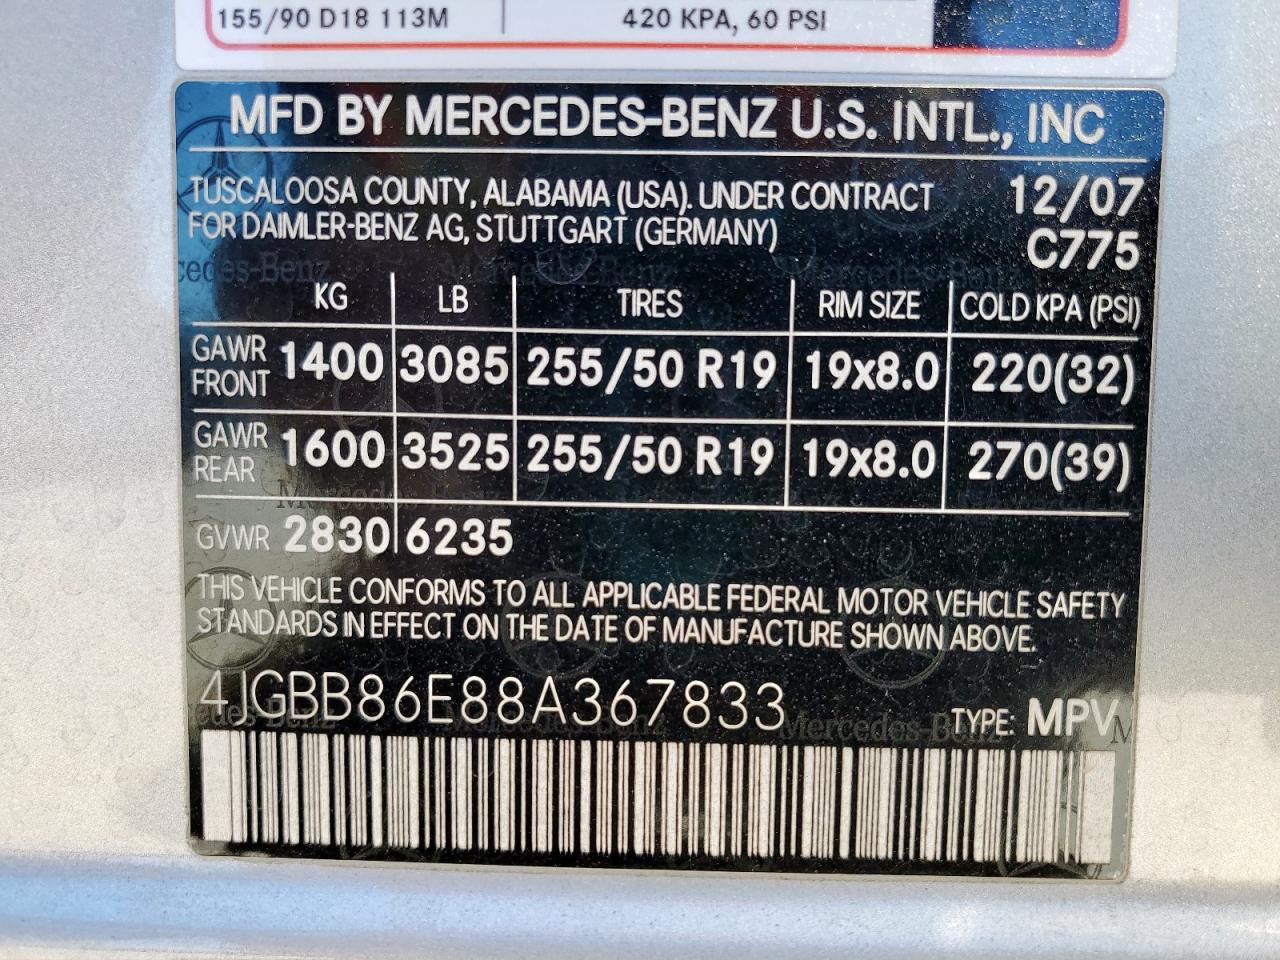 155/90 D18 113M 420 KPA, 60 PSI
MFD BY MERCEDES-BENZ U.S. INTL., INC
TUSCALOOSA COUNTY, ALABAMA (USA). UNDER CONTRACT 12/07
FOR DAIMLER-BENZ AG, STUTTGART (GERMANY) C775
KG LB TIRES RIM SIZE COLD KPA (PSI)
GAWR FRONT 1400 3085 255/50 R19 19x8.0 220(32)
GAWR REAR 1600 3525 255/50 R19 19x8.0 270(39)
GVWR 2830 6235
THIS VEHICLE CONFORMS TO ALL APPLICABLE FEDERAL MOTOR VEHICLE SAFETY
STANDARDS IN EFFECT ON THE DATE OF MANUFACTURE SHOWN ABOVE.
4JGBB86E88A367833 TYPE: MPV